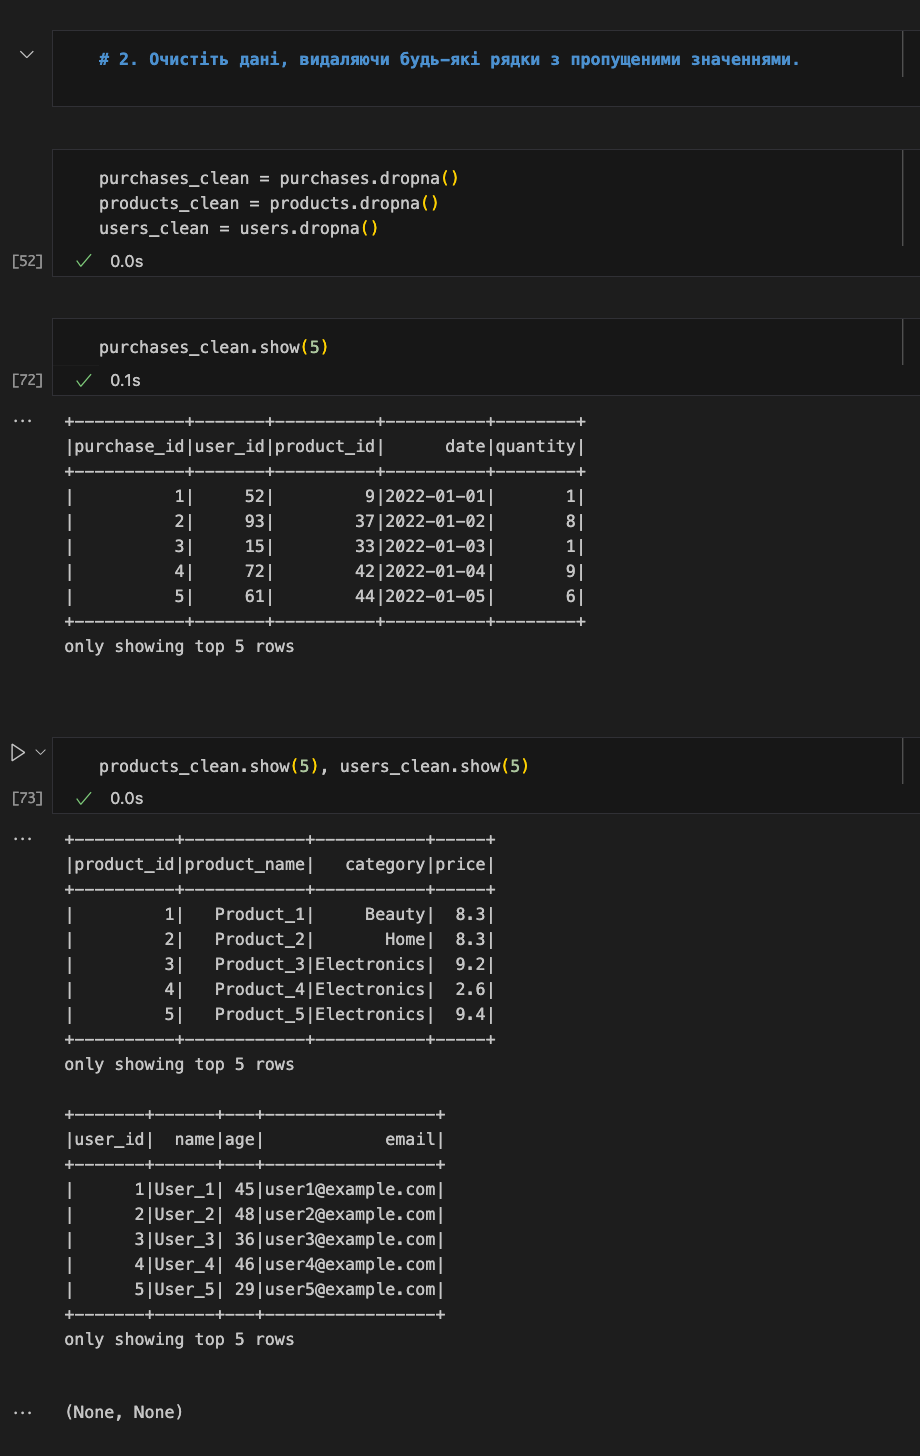 # 2. Очистіть дані, видаляючи будь-які рядки з пропущеними значеннями.
purchases_clean = purchases.dropna()
products_clean = products.dropna()
users_clean = users.dropna()
[52] 0.0s
purchases_clean.show(5)
[72] 0.1s
+-----------+-------+----------+----------+--------+
|purchase_id|user_id|product_id|      date|quantity|
+-----------+-------+----------+----------+--------+
|          1|     52|         9|2022-01-01|       1|
|          2|     93|        37|2022-01-02|       8|
|          3|     15|        33|2022-01-03|       1|
|          4|     72|        42|2022-01-04|       9|
|          5|     61|        44|2022-01-05|       6|
+-----------+-------+----------+----------+--------+
only showing top 5 rows
products_clean.show(5), users_clean.show(5)
[73] 0.0s
+----------+------------+-----------+-----+
|product_id|product_name|   category|price|
+----------+------------+-----------+-----+
|         1|   Product_1|     Beauty|  8.3|
|         2|   Product_2|       Home|  8.3|
|         3|   Product_3|Electronics|  9.2|
|         4|   Product_4|Electronics|  2.6|
|         5|   Product_5|Electronics|  9.4|
+----------+------------+-----------+-----+
only showing top 5 rows
+-------+------+---+-----------------+
|user_id|  name|age|            email|
+-------+------+---+-----------------+
|      1|User_1| 45|user1@example.com|
|      2|User_2| 48|user2@example.com|
|      3|User_3| 36|user3@example.com|
|      4|User_4| 46|user4@example.com|
|      5|User_5| 29|user5@example.com|
+-------+------+---+-----------------+
only showing top 5 rows
(None, None)